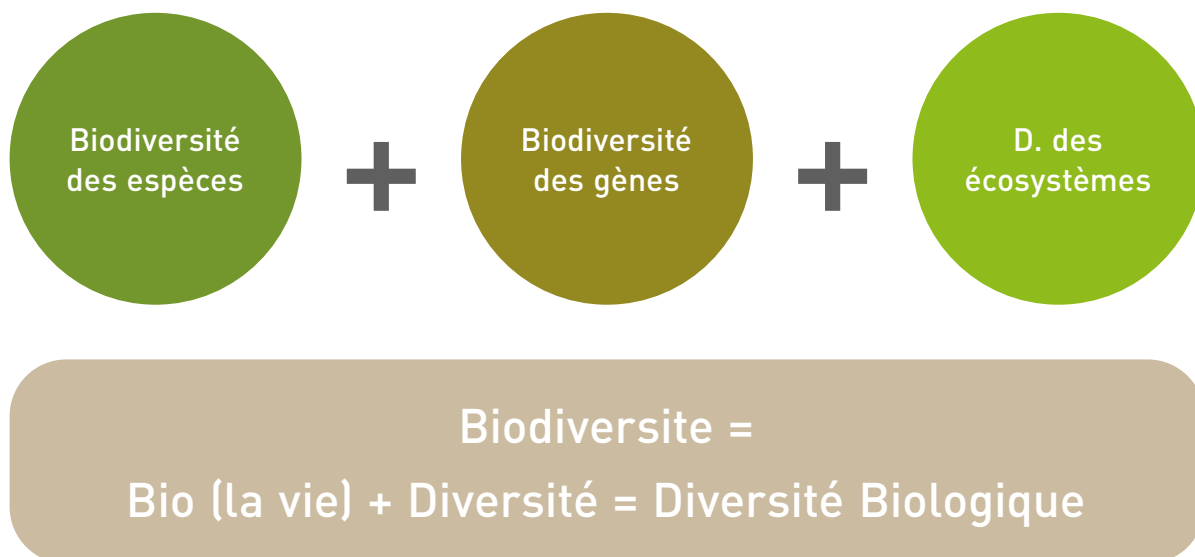 Biodiversité
des espèces
+
Biodiversité
des gènes
+
D. des
écosystèmes
Biodiversite =
Bio (la vie) + Diversité = Diversité Biologique